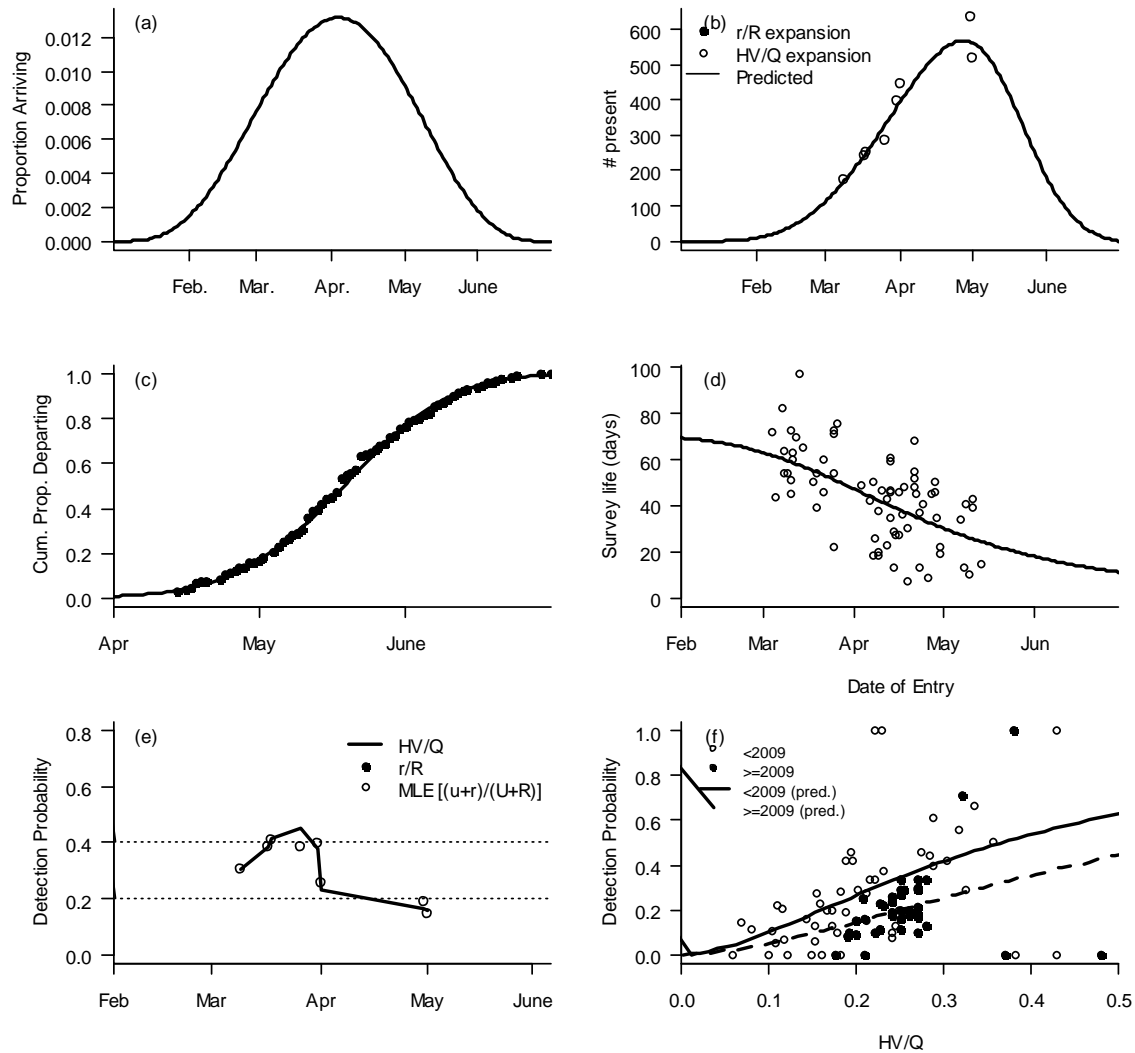 (a)
Proportion Arriving
0.012
0.010
0.008
0.006
0.004
0.002
0.000
Feb. Mar. Apr. May June
(b)
r/R expansion
HV/Q expansion
Predicted
# present
600
500
400
300
200
100
0
Feb Mar Apr May June
(c)
Cum. Prop. Departing
1.0
0.8
0.6
0.4
0.2
0.0
Apr May June
(d)
Survey life (days)
100
80
60
40
20
0
Feb Mar Apr May Jun
Date of Entry
(e)
HV/Q
r/R
MLE [(u+r)/(U+R)]
Detection Probability
0.8
0.6
0.4
0.2
0.0
Feb Mar Apr May June
(f)
<2009
>=2009
<2009 (pred.)
>=2009 (pred.)
Detection Probability
1.0
0.8
0.6
0.4
0.2
0.0
0.0 0.1 0.2 0.3 0.4 0.5
HV/Q